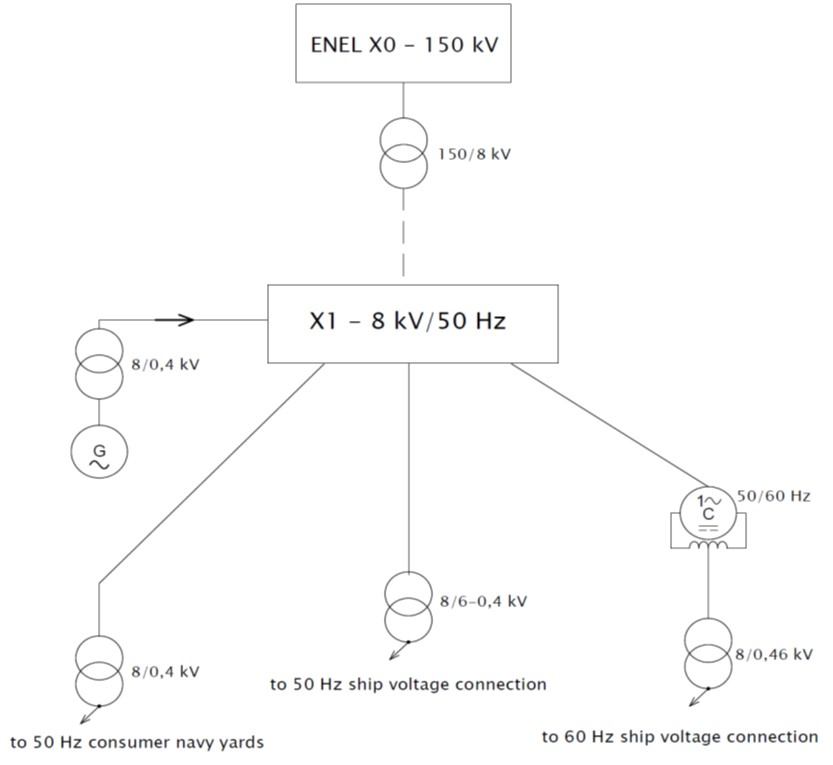 ENEL X0 – 150 kV
150/8 kV
X1 – 8 kV/50 Hz
8/0,4 kV
G
50/60 Hz
1~
C
8/6–0,4 kV
8/0,4 kV
8/0,46 kV
to 50 Hz ship voltage connection
to 50 Hz consumer navy yards
to 60 Hz ship voltage connection